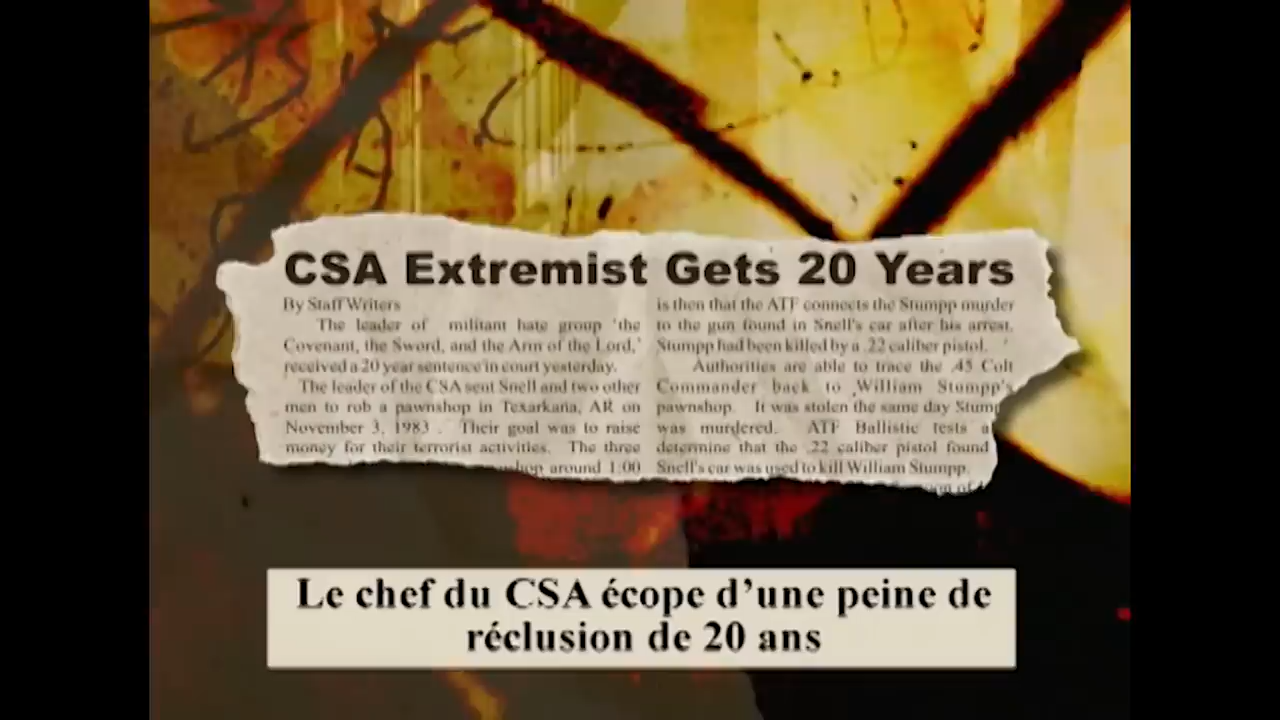 CSA Extremist Gets 20 Years
By Staff Writers
The leader of militant hate group 'the
Covenant, the Sword, and the Arm of the Lord,'
received a 20 year sentence in court yesterday.
The leader of the CSA sent Snell and two other
men to rob a pawnshop in Texarkana, AR on
November 3, 1983 . Their goal was to raise
money for their terrorist activities. The three
around 1:00
is then that the ATF connects the Stumpp murder
to the gun found in Snell's car after his arrest.
Stumpp had been killed by a .22 caliber pistol.
Authorities are able to trace the .45 Colt
Commander back to William Stumpp's
pawnshop. It was stolen the same day
was murdered. ATF Ballistic tests
determine that the .22 caliber pistol found
Snell's car was used to kill William Stumpp.
Le chef du CSA écope d'une peine de
réclusion de 20 ans